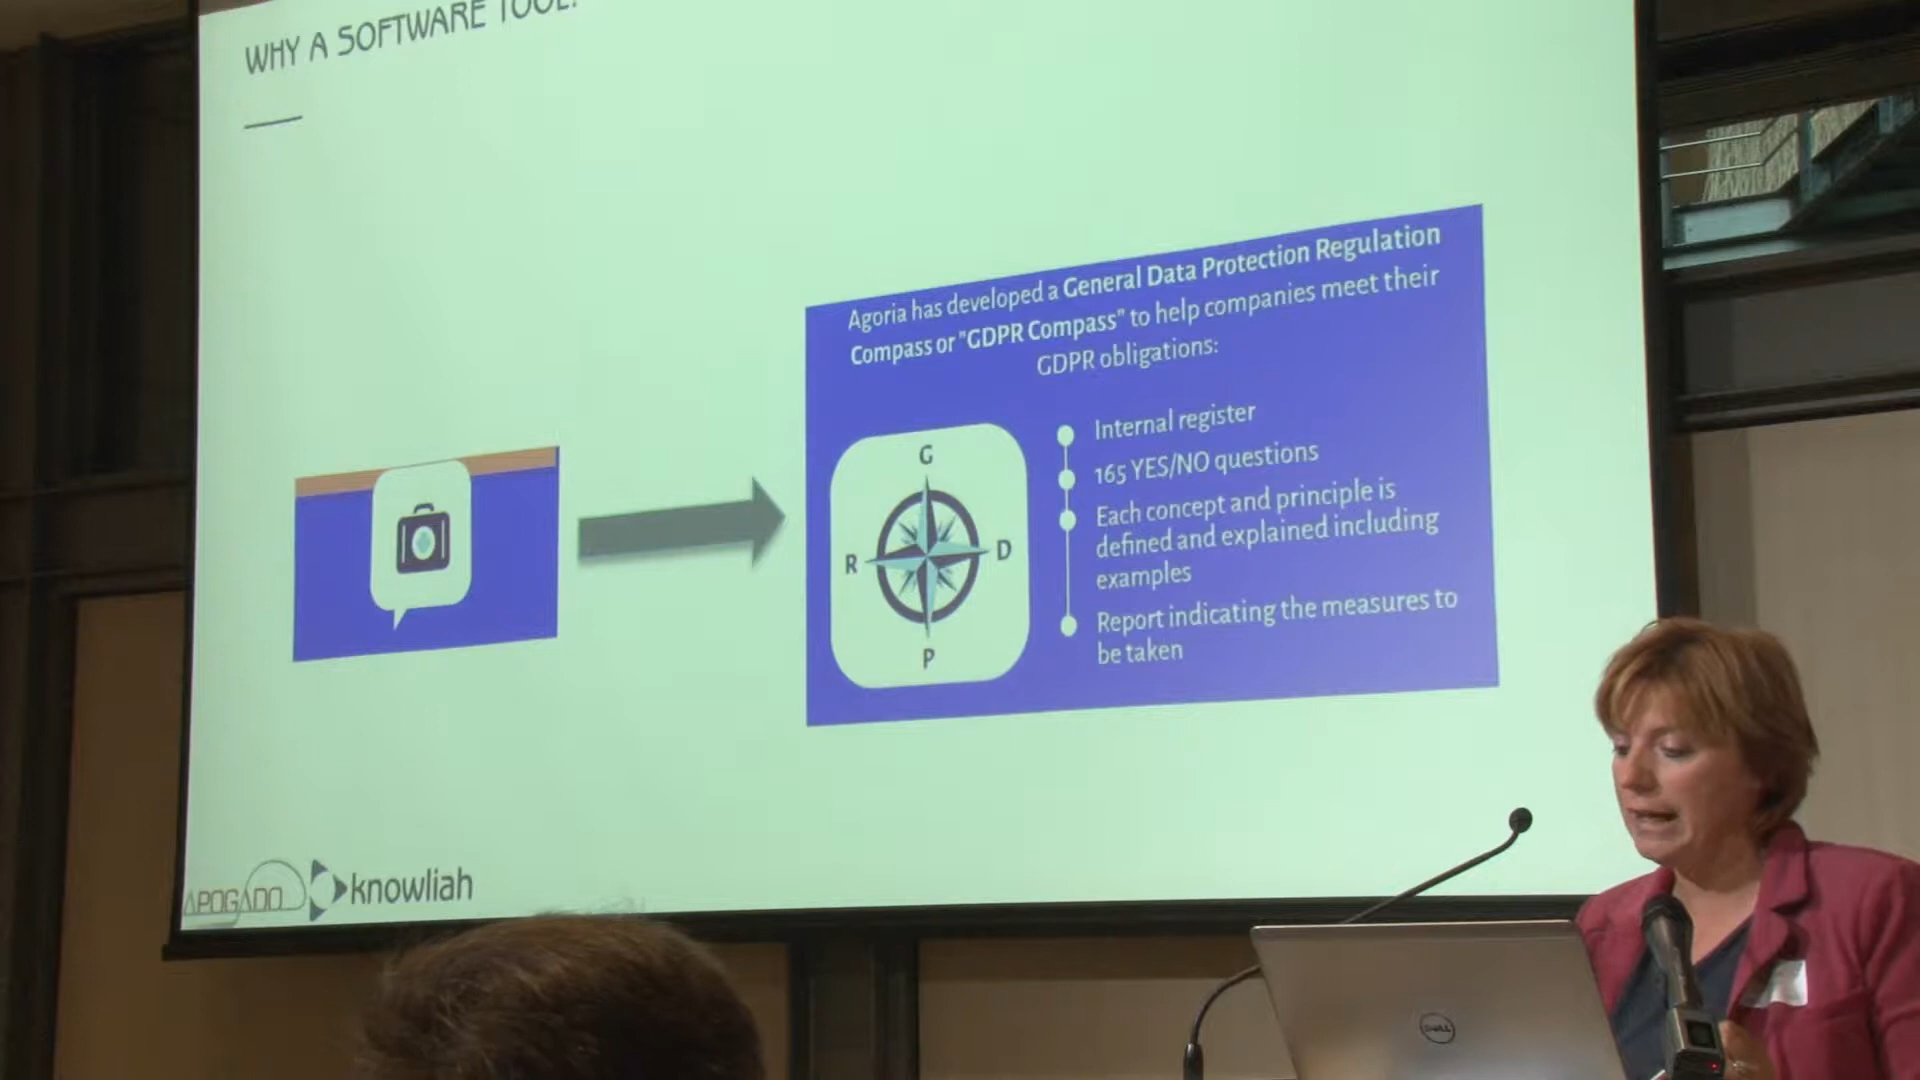 WHY A SOFTWARE TOOL?
Agoria has developed a General Data Protection Regulation
Compass or "GDPR Compass" to help companies meet their
GDPR obligations:
G
R
D
P
Internal register
165 YES/NO questions
Each concept and principle is
defined and explained including
examples
Report indicating the measures to
be taken
APOGADO
knowliah
DELL